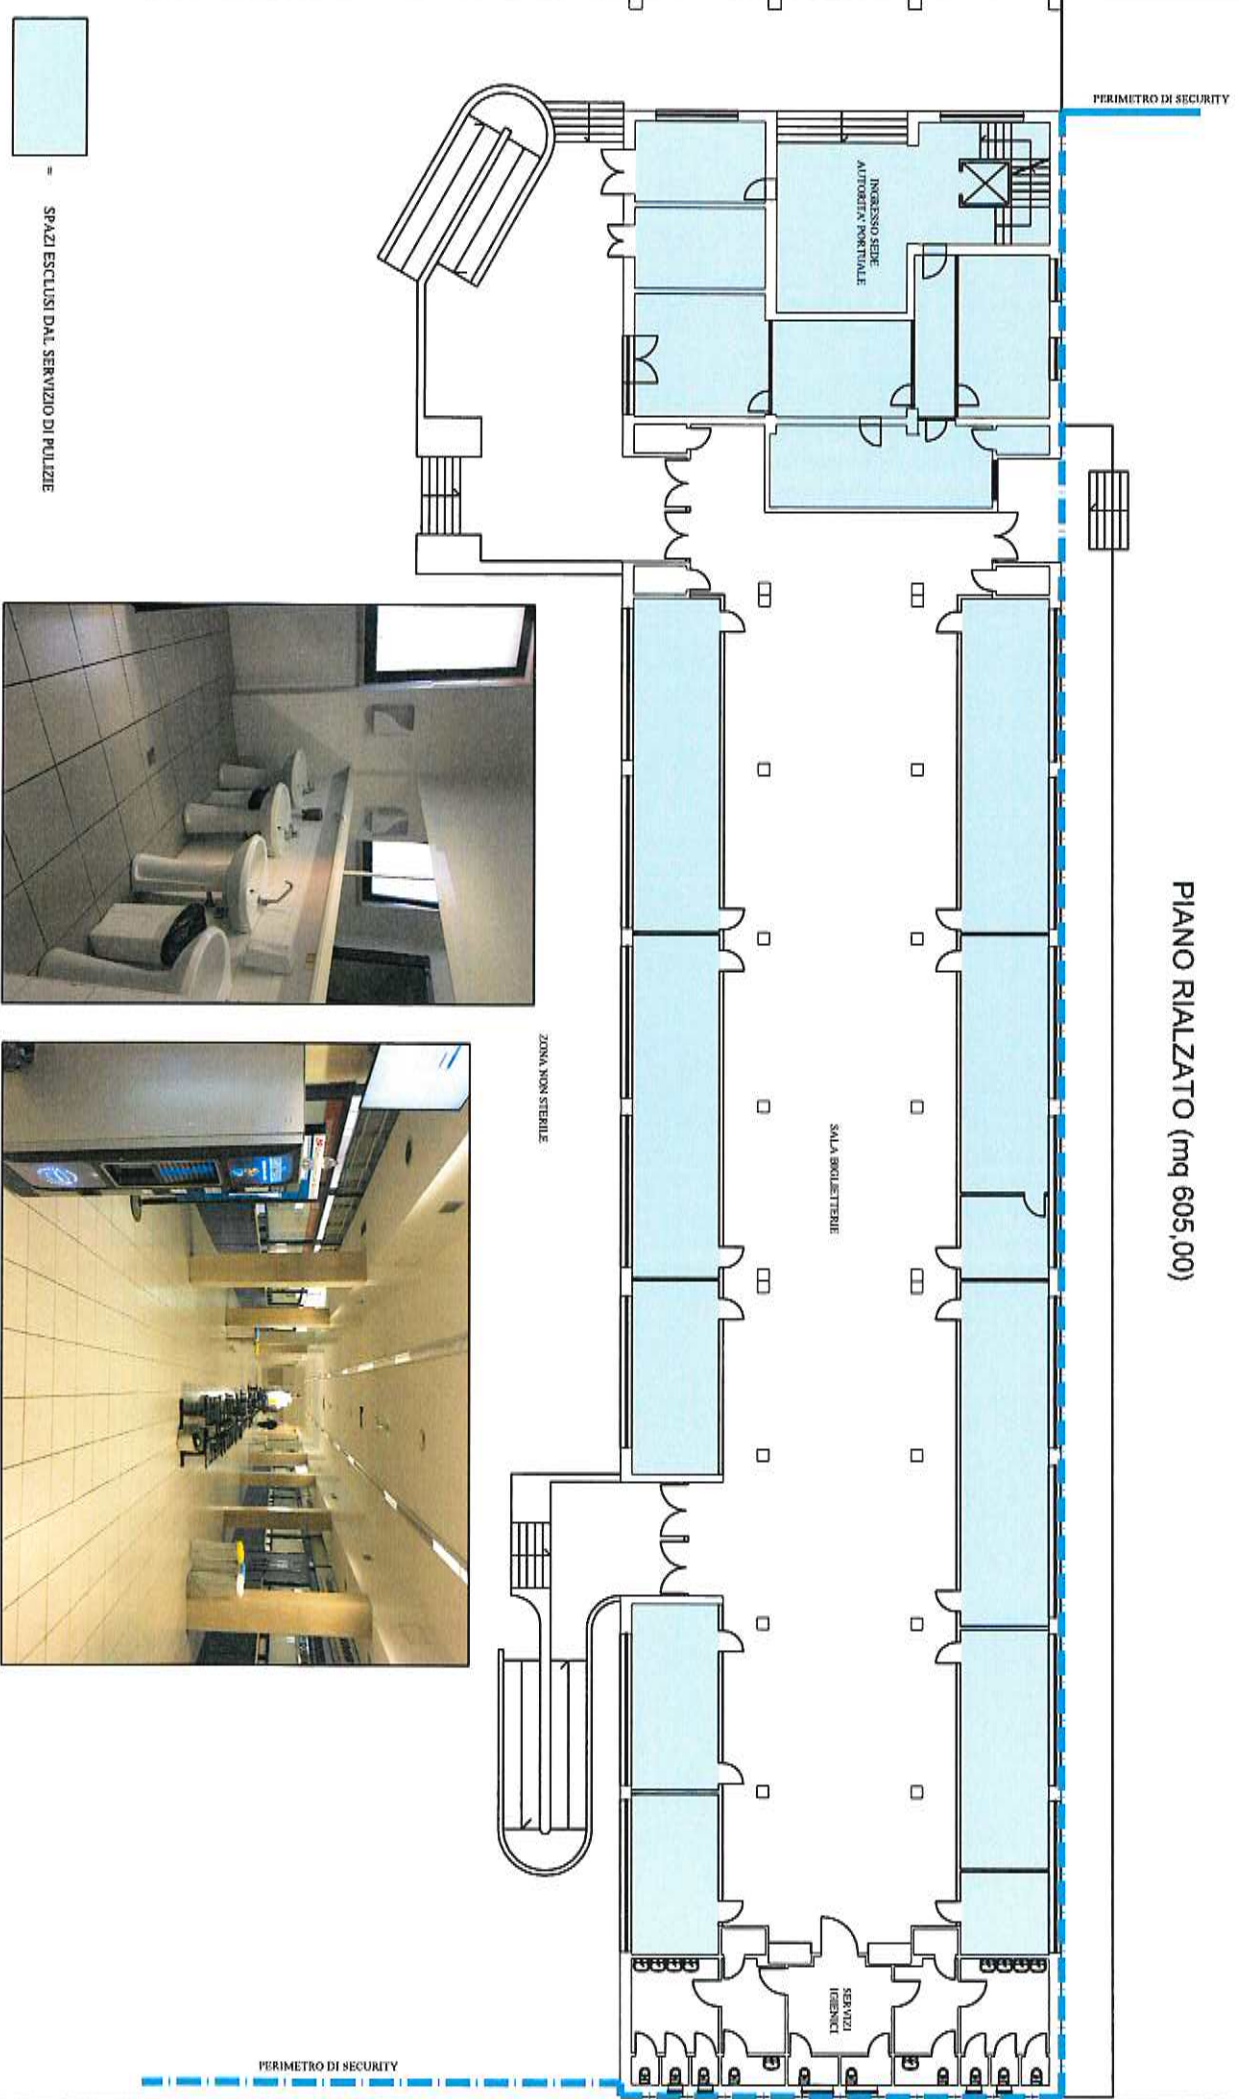 PIANO RIALZATO (mq 605,00)
PERIMETRO DI SECURITY
INGRESSO SEDE
AUTORITA' PORTUALE
SALA BIGLIETTERIE
SERVIZI
IGIENICI
ZONA NON STERILE
PERIMETRO DI SECURITY
= SPAZI ESCLUSI DAL SERVIZIO DI PULIZIE